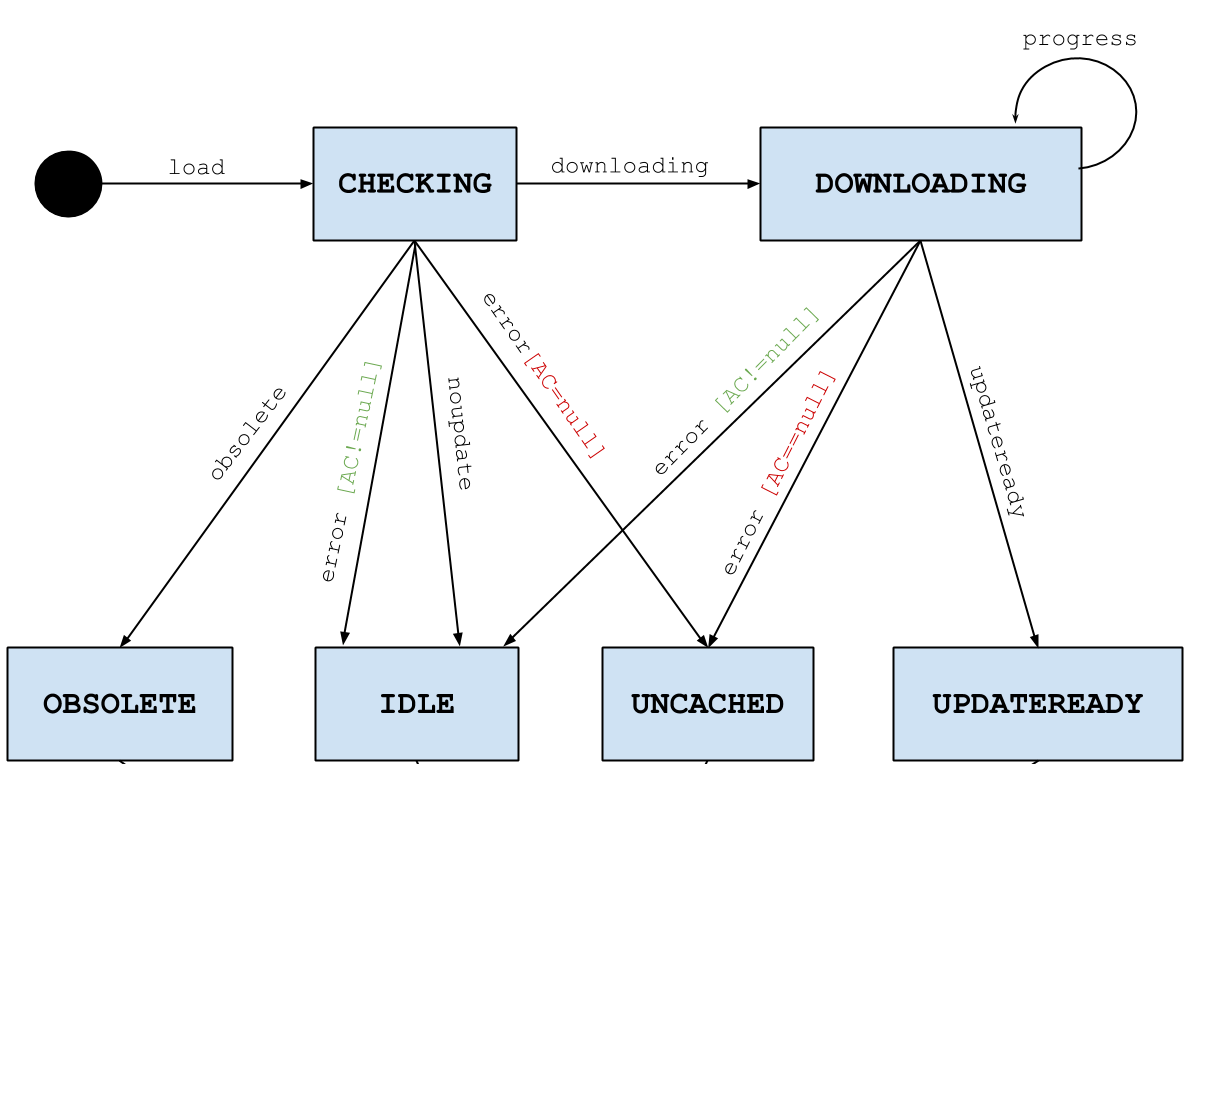 progress
load
CHECKING
downloading
DOWNLOADING
obsolete
error [AC!=null]
noupdate
error[AC=null]
error [AC!=null]
error [AC==null]
updateready
OBSOLETE
IDLE
UNCACHED
UPDATEREADY